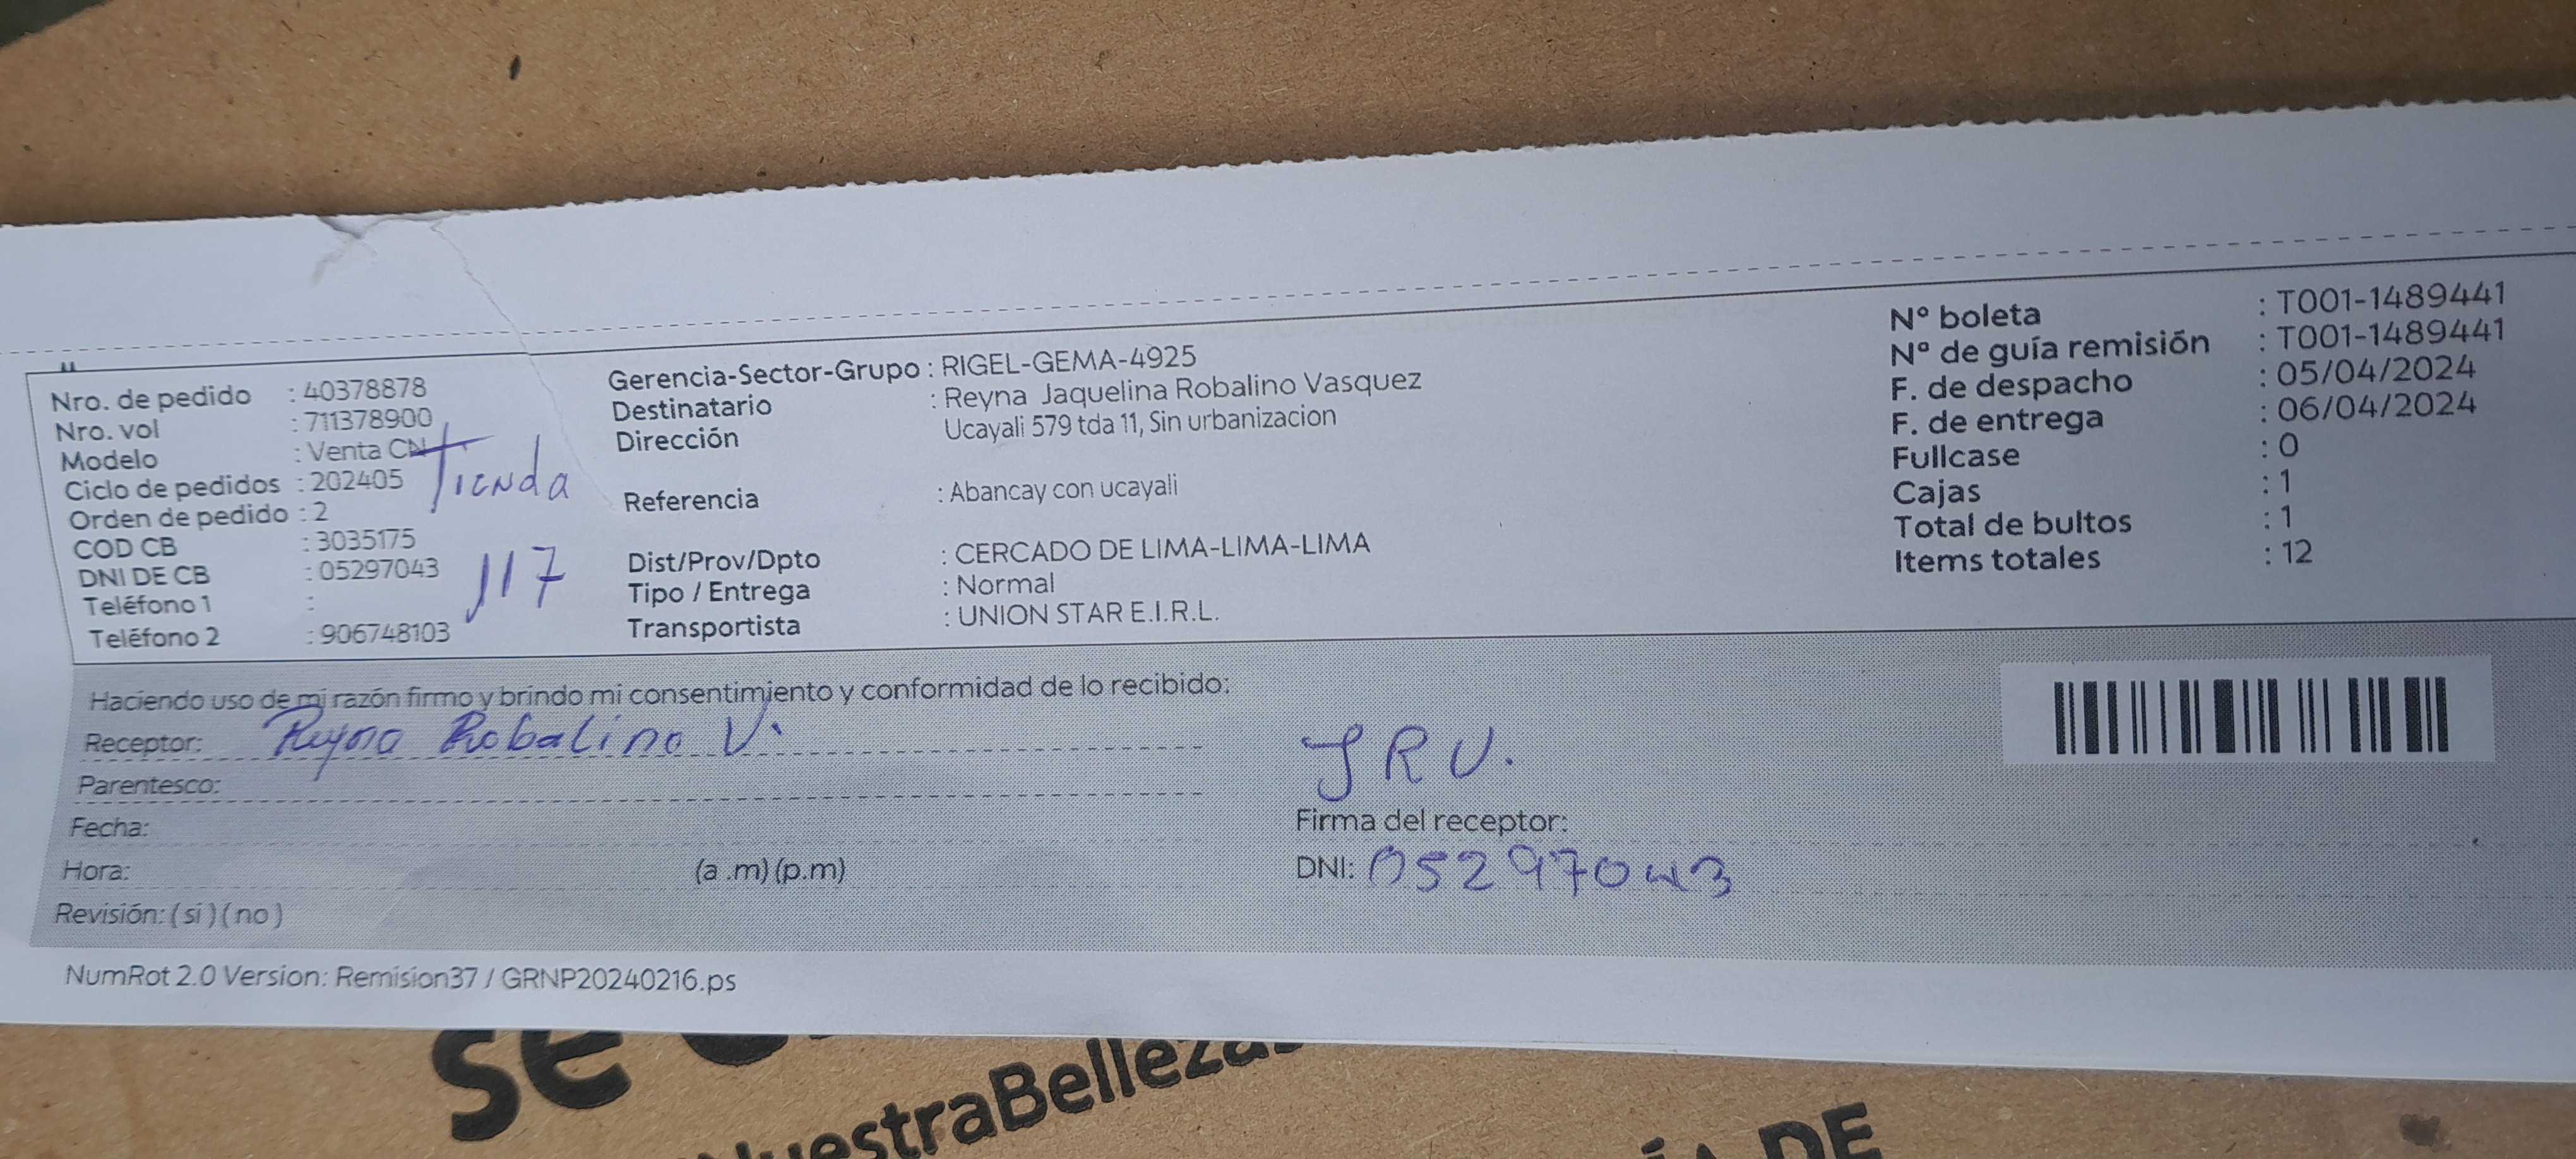 Nro. de pedido : 40378878
Nro. vol : 711378900
Modelo : Venta CN
Ciclo de pedidos : 202405
Orden de pedido : 2
COD CB : 3035175
DNI DE CB : 05297043
Teléfono 1 :
Teléfono 2 : 906748103
Tienda
117
Gerencia-Sector-Grupo : RIGEL-GEMA-4925
Destinatario : Reyna Jaquelina Robalino Vasquez
Dirección Ucayali 579 tda 11, Sin urbanizacion
Referencia : Abancay con ucayali
Dist/Prov/Dpto : CERCADO DE LIMA-LIMA-LIMA
Tipo / Entrega : Normal
Transportista : UNION STAR E.I.R.L.
N° boleta : T001-1489441
N° de guía remisión : T001-1489441
F. de despacho : 05/04/2024
F. de entrega : 06/04/2024
Fullcase : 0
Cajas : 1
Total de bultos : 1
Items totales : 12
Haciendo uso de mi razón firmo y brindo mi consentimiento y conformidad de lo recibido:
Receptor: Reyna Robalino V.
Parentesco:
Fecha:
Hora: (a .m) (p.m)
Revisión: ( si ) ( no )
JRV.
Firma del receptor:
DNI: 05297043
NumRot 2.0 Version: Remision37 / GRNP20240216.ps
SE
DE